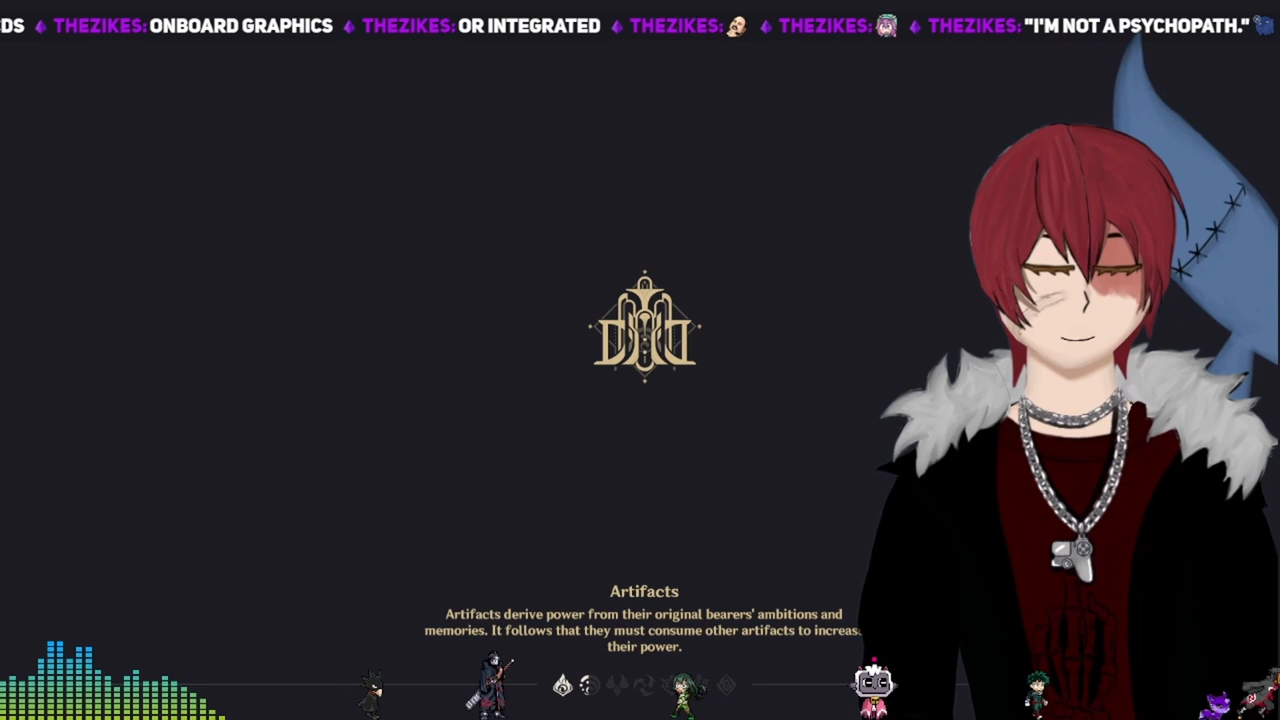 DS THEZIKES: ONBOARD GRAPHICS THEZIKES: OR INTEGRATED THEZIKES: THEZIKES: THEZIKES: "I'M NOT A PSYCHOPATH."
Artifacts
Artifacts derive power from their original bearers' ambitions and
memories. It follows that they must consume other artifacts to increas
their power.